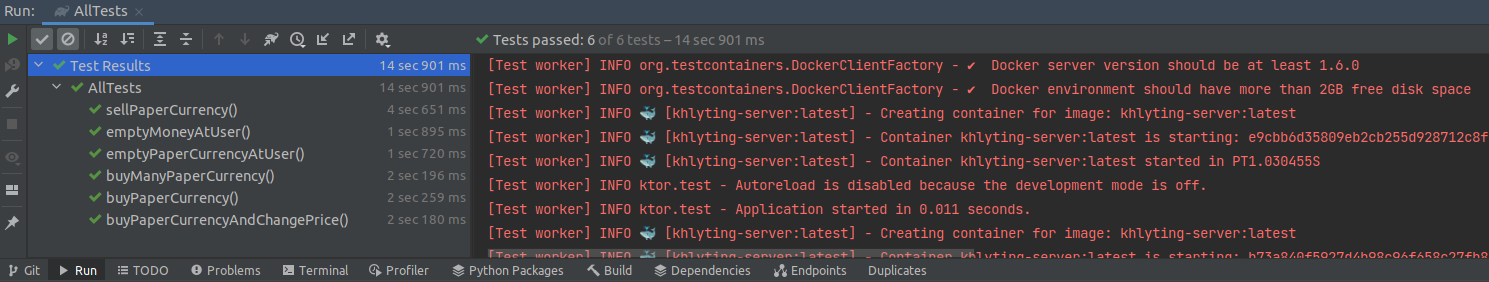 Run: AllTests
Tests passed: 6 of 6 tests – 14 sec 901 ms
Test Results 14 sec 901 ms
AllTests 14 sec 901 ms
sellPaperCurrency() 4 sec 651 ms
emptyMoneyAtUser() 1 sec 895 ms
emptyPaperCurrencyAtUser() 1 sec 720 ms
buyManyPaperCurrency() 2 sec 196 ms
buyPaperCurrency() 2 sec 259 ms
buyPaperCurrencyAndChangePrice() 2 sec 180 ms
[Test worker] INFO org.testcontainers.DockerClientFactory - ✔ Docker server version should be at least 1.6.0
[Test worker] INFO org.testcontainers.DockerClientFactory - ✔ Docker environment should have more than 2GB free disk space
[Test worker] INFO 🐳 [khlyting-server:latest] - Creating container for image: khlyting-server:latest
[Test worker] INFO 🐳 [khlyting-server:latest] - Container khlyting-server:latest is starting: e9cbb6d35809eb2cb255d928712c8f
[Test worker] INFO 🐳 [khlyting-server:latest] - Container khlyting-server:latest started in PT1.030455S
[Test worker] INFO ktor.test - Autoreload is disabled because the development mode is off.
[Test worker] INFO ktor.test - Application started in 0.011 seconds.
[Test worker] INFO 🐳 [khlyting-server:latest] - Creating container for image: khlyting-server:latest
[Test worker] INFO 🐳 [khlyting-server:latest] - Container khlyting-server:latest is starting:
Git Run TODO Problems Terminal Profiler Python Packages Build Dependencies Endpoints Duplicates